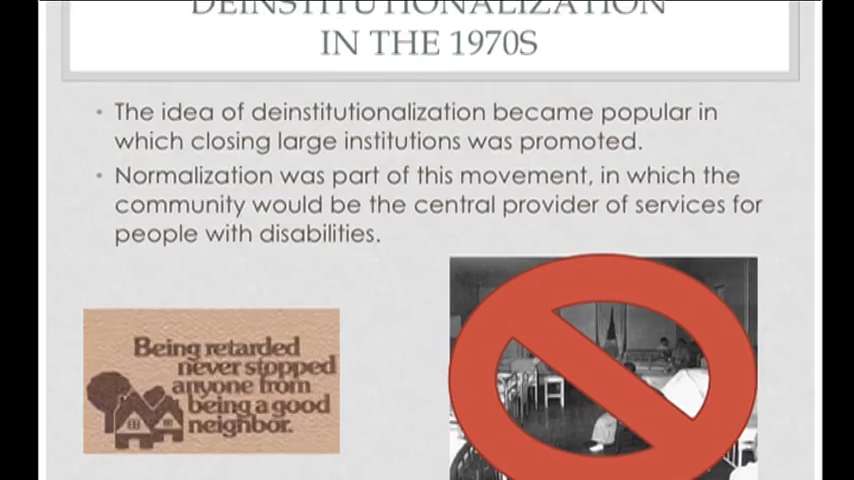 DEINSTITUTIONALIZATION
IN THE 1970S
• The idea of deinstitutionalization became popular in
which closing large institutions was promoted.
• Normalization was part of this movement, in which the
community would be the central provider of services for
people with disabilities.
Being retarded
never stopped
anyone from
being a good
neighbor.